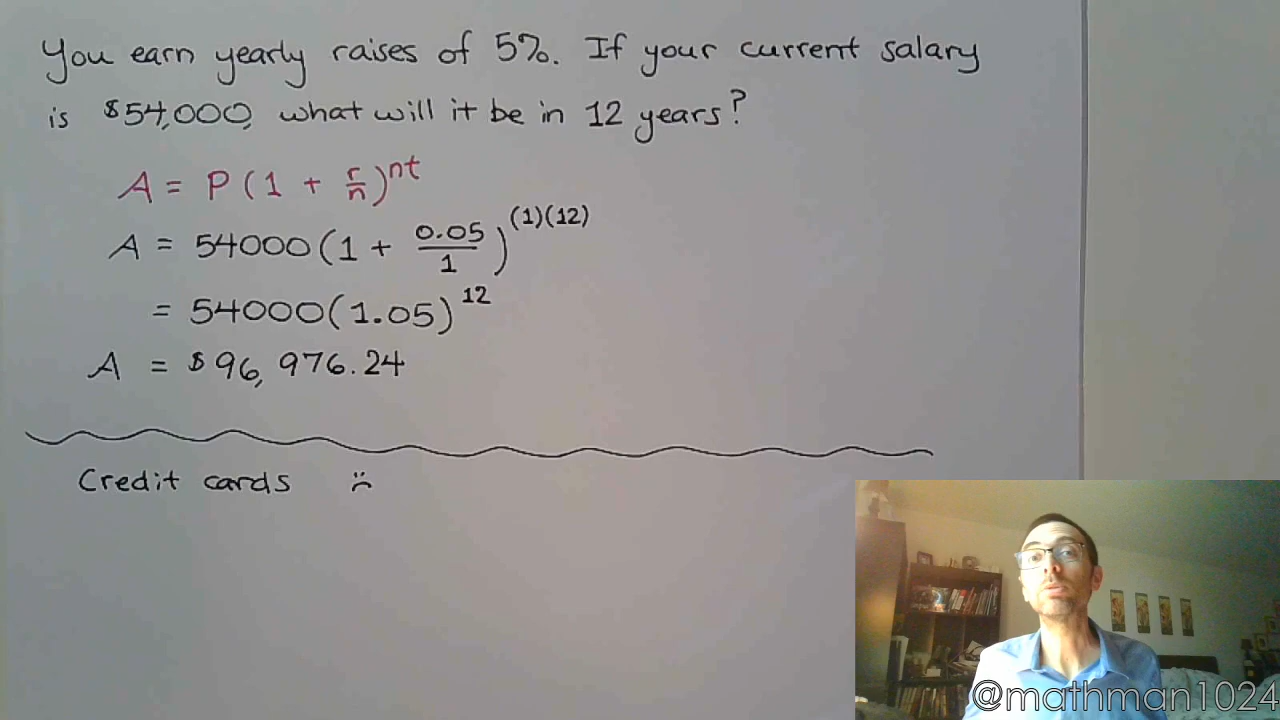 You earn yearly raises of 5%. If your current salary
is $54,000, what will it be in 12 years?
A = P(1 + r/n)^nt
A = 54000(1 + 0.05/1)^(1)(12)
= 54000(1.05)^12
A = $96,976.24
Credit cards :(
@mathman1024